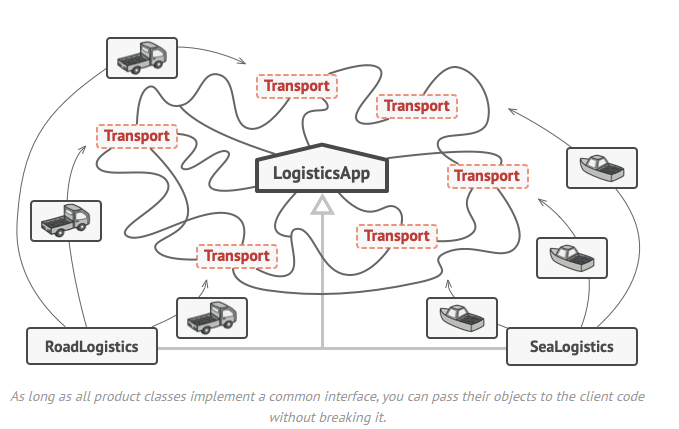 Transport
Transport
Transport
LogisticsApp
Transport
Transport
Transport
RoadLogistics
SeaLogistics
As long as all product classes implement a common interface, you can pass their objects to the client code
without breaking it.